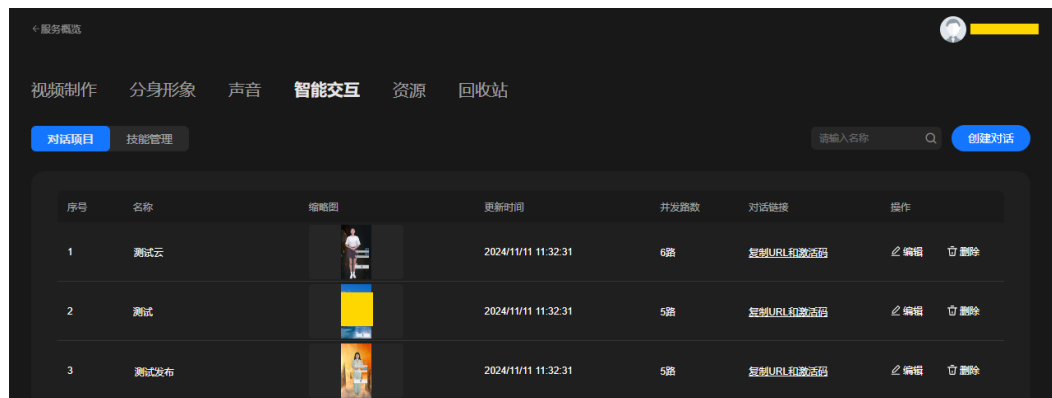 ←服务概览
视频制作 分身形象 声音 智能交互 资源 回收站
对话项目 技能管理 请输入名称 创建对话
序号 名称 缩略图 更新时间 并发路数 对话链接 操作
1 测试云 2024/11/11 11:32:31 6路 复制URL和激活码 编辑 删除
2 测试 2024/11/11 11:32:31 5路 复制URL和激活码 编辑 删除
3 测试发布 2024/11/11 11:32:31 5路 复制URL和激活码 编辑 删除